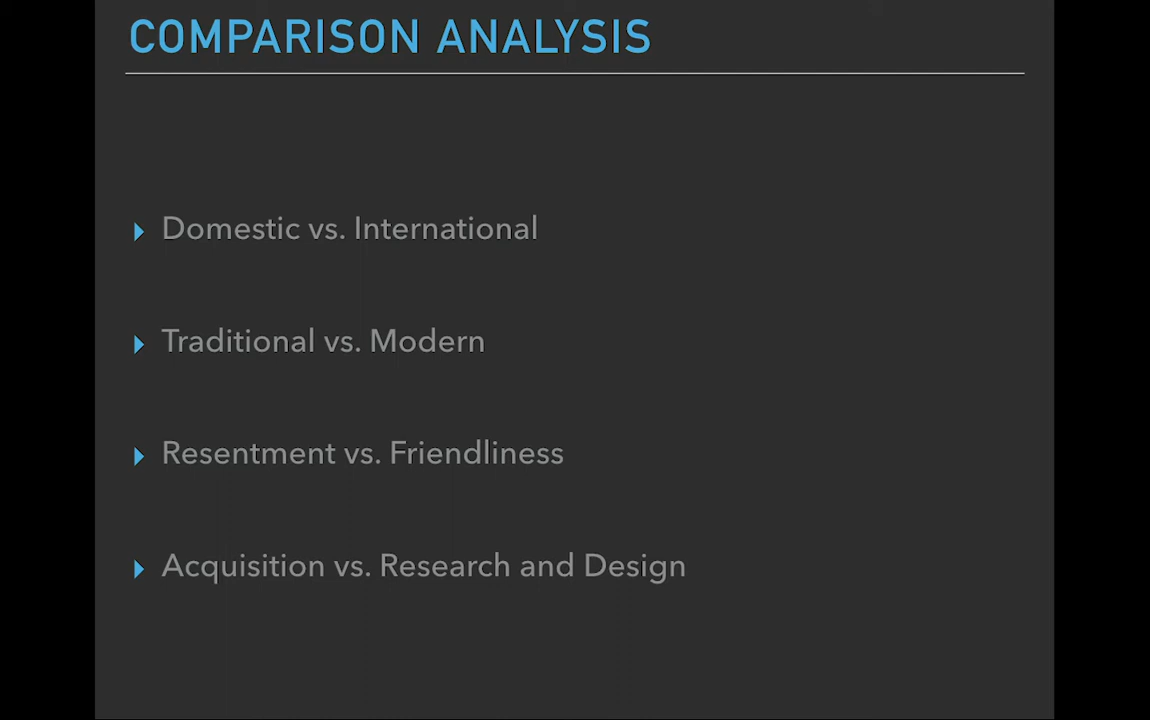 COMPARISON ANALYSIS
Domestic vs. International
Traditional vs. Modern
Resentment vs. Friendliness
Acquisition vs. Research and Design